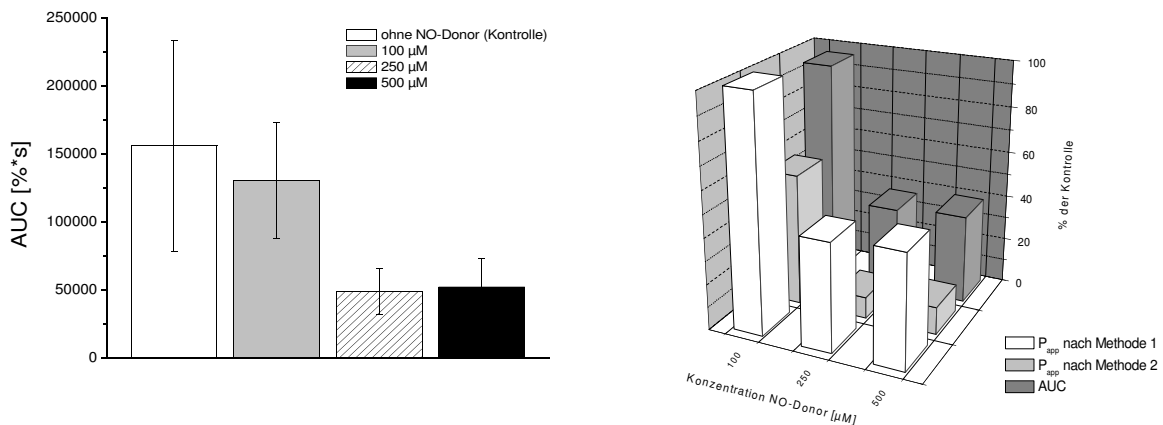 250000
200000
150000
100000
50000
0
AUC [%*s]
ohne NO-Donor (Kontrolle)
100 µM
250 µM
500 µM
100
80
60
40
20
0
% der Kontrolle
100
250
500
Konzentration NO-Donor [µM]
P_app nach Methode 1
P_app nach Methode 2
AUC